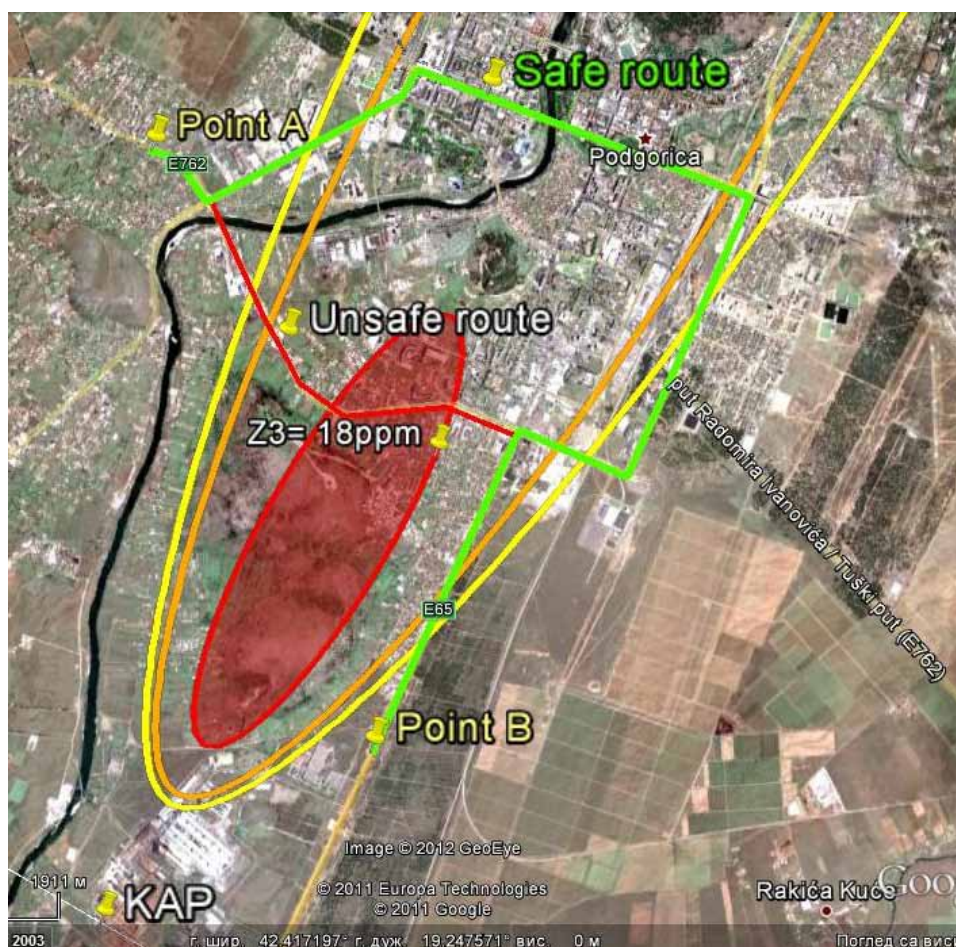 Safe route
Point A
Podgorica
E762
Unsafe route
put Radomira Ivanovića / Tuški put (E762)
Z3= 18ppm
E65
Point B
Image © 2012 GeoEye
1911 м
© 2011 Europa Technologies
© 2011 Google
KAP
Rakića Kuće
Goo
2003
г. шир. 42.417197° г. дуж. 19.247571° вис. 0 м
Поглед са вис